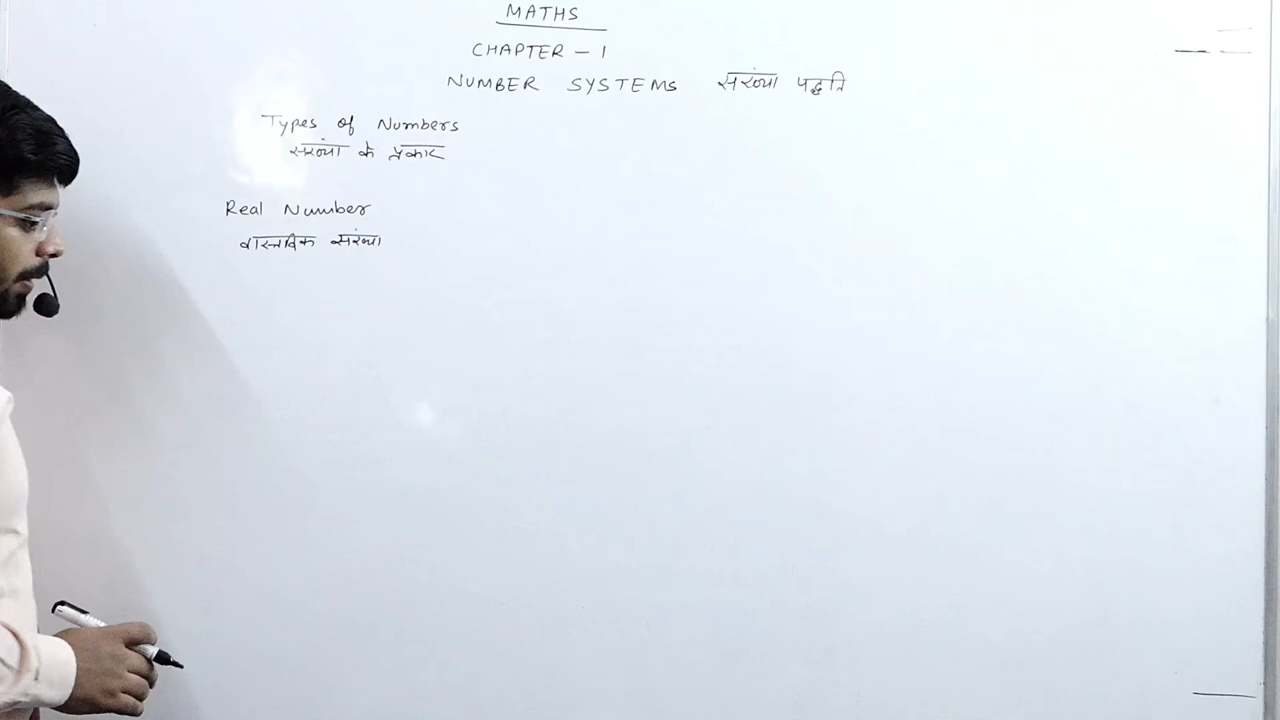 MATHS
CHAPTER - 1
NUMBER SYSTEMS संख्या पद्धति
Types of Numbers
संख्या के प्रकार
Real Number
वास्तविक संख्या